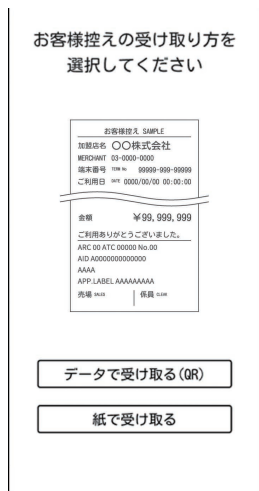 お客様控えの受け取り方を
選択してください
お客様控え SAMPLE
加盟店名 〇〇株式会社
MERCHANT 03-0000-0000
端末番号 TERM No. 99999-999-99999
ご利用日 DATE 0000/00/00 00:00:00
金額 ￥99,999,999
ご利用ありがとうございました。
ARC 00 ATC 00000 No.00
AID A0000000000000
AAAA
APP.LABEL AAAAAAAAA
売場 SALES 係員 CLERK
データで受け取る(QR)
紙で受け取る